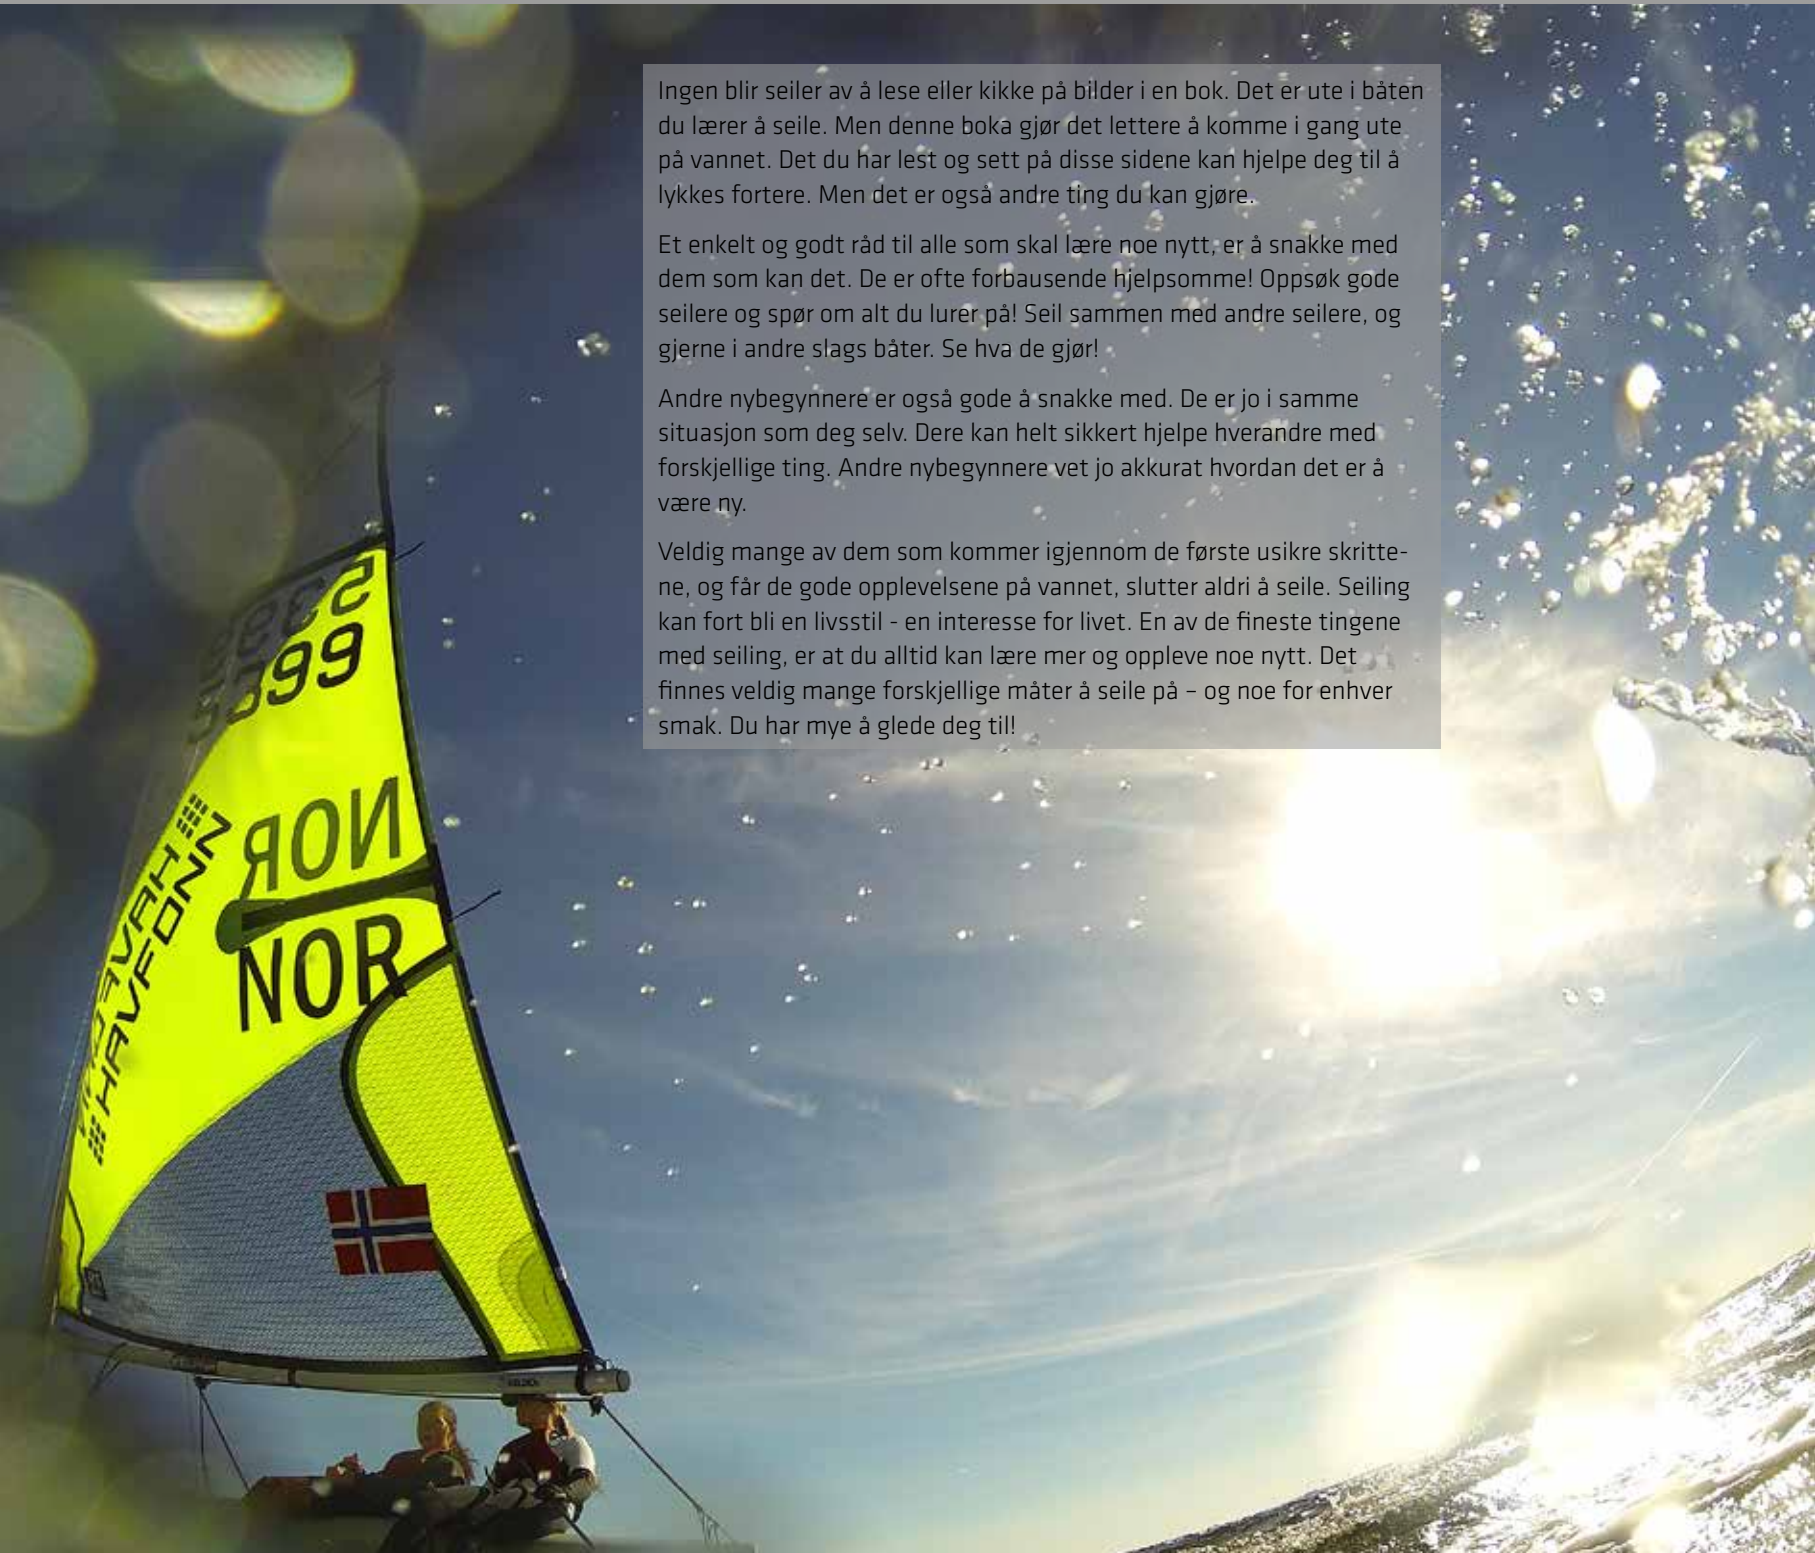 Ingen blir seiler av å lese eller kikke på bilder i en bok. Det er ute i båten
du lærer å seile. Men denne boka gjør det lettere å komme i gang ute
på vannet. Det du har lest og sett på disse sidene kan hjelpe deg til å
lykkes fortere. Men det er også andre ting du kan gjøre.
Et enkelt og godt råd til alle som skal lære noe nytt, er å snakke med
dem som kan det. De er ofte forbausende hjelpsomme! Oppsøk gode
seilere og spør om alt du lurer på! Seil sammen med andre seilere, og
gjerne i andre slags båter. Se hva de gjør!
Andre nybegynnere er også gode å snakke med. De er jo i samme
situasjon som deg selv. Dere kan helt sikkert hjelpe hverandre med
forskjellige ting. Andre nybegynnere vet jo akkurat hvordan det er å
være ny.
Veldig mange av dem som kommer igjennom de første usikre skritte-
ne, og får de gode opplevelsene på vannet, slutter aldri å seile. Seiling
kan fort bli en livsstil - en interesse for livet. En av de fineste tingene
med seiling, er at du alltid kan lære mer og oppleve noe nytt. Det
finnes veldig mange forskjellige måter å seile på – og noe for enhver
smak. Du har mye å glede deg til!
NOR
NOR
HAVFONN